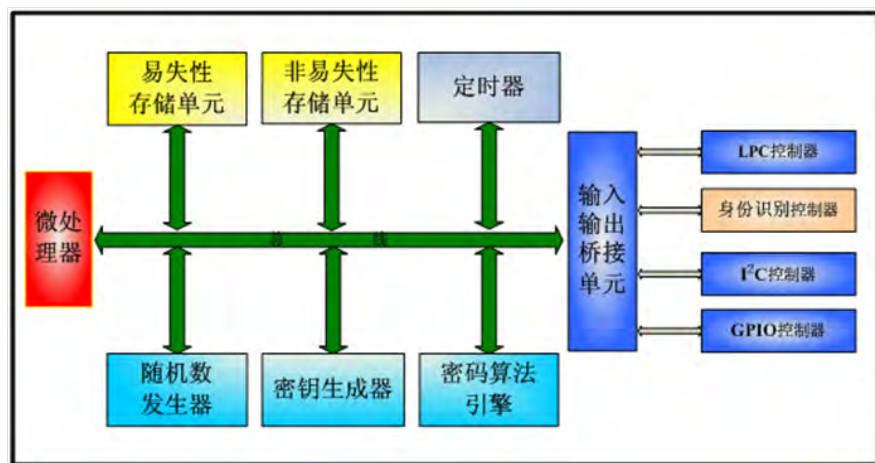 易失性
存储单元
非易失性
存储单元
定时器
微处
理器
总线
输入
输出
桥接
单元
LPC控制器
身份识别控制器
I²C控制器
GPIO控制器
随机数
发生器
密钥生成器
密码算法
引擎